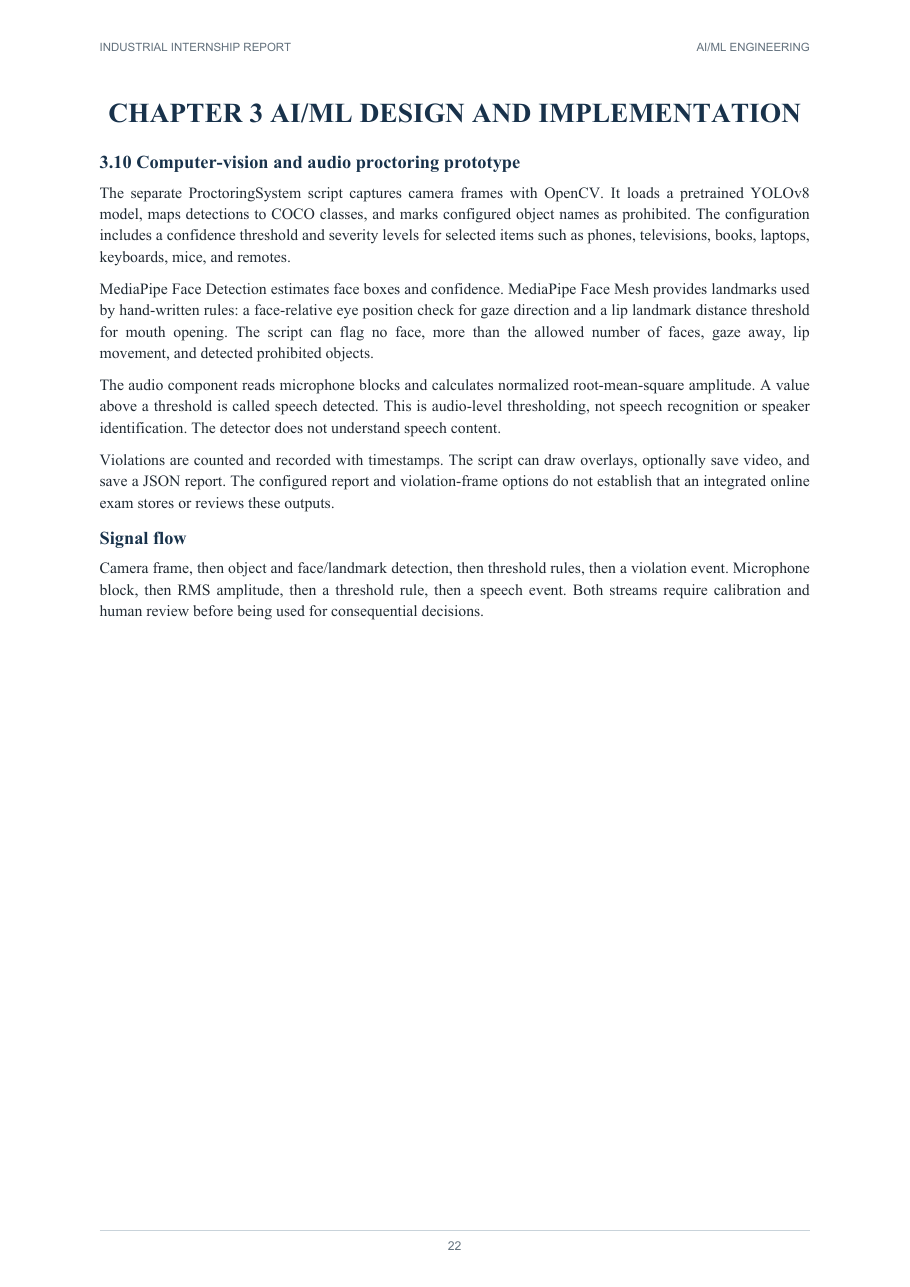 INDUSTRIAL INTERNSHIP REPORT
AI/ML ENGINEERING
CHAPTER 3 AI/ML DESIGN AND IMPLEMENTATION
3.10 Computer-vision and audio proctoring prototype
The separate ProctoringSystem script captures camera frames with OpenCV. It loads a pretrained YOLOv8
model, maps detections to COCO classes, and marks configured object names as prohibited. The configuration
includes a confidence threshold and severity levels for selected items such as phones, televisions, books, laptops,
keyboards, mice, and remotes.
MediaPipe Face Detection estimates face boxes and confidence. MediaPipe Face Mesh provides landmarks used
by hand-written rules: a face-relative eye position check for gaze direction and a lip landmark distance threshold
for mouth opening. The script can flag no face, more than the allowed number of faces, gaze away, lip
movement, and detected prohibited objects.
The audio component reads microphone blocks and calculates normalized root-mean-square amplitude. A value
above a threshold is called speech detected. This is audio-level thresholding, not speech recognition or speaker
identification. The detector does not understand speech content.
Violations are counted and recorded with timestamps. The script can draw overlays, optionally save video, and
save a JSON report. The configured report and violation-frame options do not establish that an integrated online
exam stores or reviews these outputs.
Signal flow
Camera frame, then object and face/landmark detection, then threshold rules, then a violation event. Microphone
block, then RMS amplitude, then a threshold rule, then a speech event. Both streams require calibration and
human review before being used for consequential decisions.
22